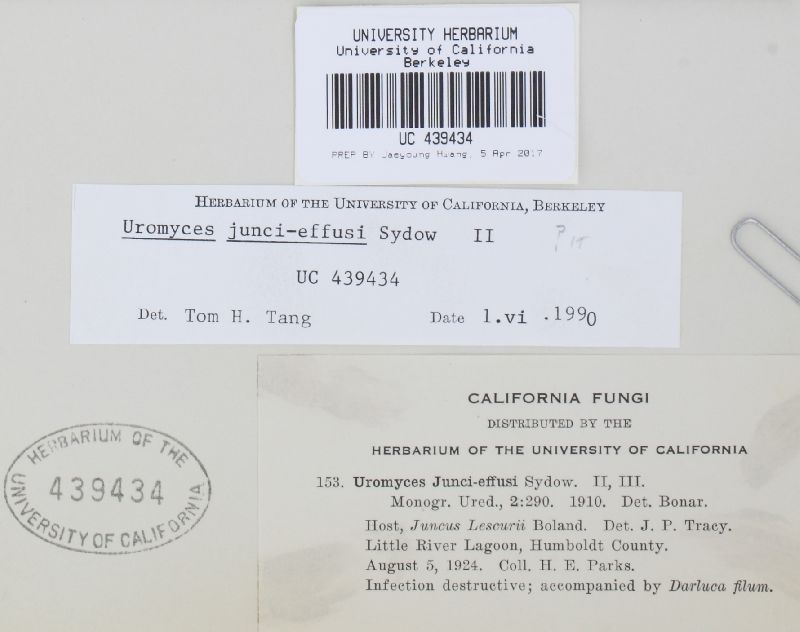 UNIVERSITY HERBARIUM
University of California
Berkeley
UC 439434
PREP BY Jaeyoung Hwang, 5 Apr 2017
HERBARIUM OF THE UNIVERSITY OF CALIFORNIA, BERKELEY
Uromyces junci-effusi Sydow II
UC 439434
Det. Tom H. Tang Date 1.vi .1990
CALIFORNIA FUNGI
DISTRIBUTED BY THE
HERBARIUM OF THE UNIVERSITY OF CALIFORNIA
153. Uromyces Junci-effusi Sydow. II, III.
Monogr. Ured., 2:290. 1910. Det. Bonar.
Host, Juncus Lescurii Boland. Det. J. P. Tracy.
Little River Lagoon, Humboldt County.
August 5, 1924. Coll. H. E. Parks.
Infection destructive; accompanied by Darluca filum.
HERBARIUM OF THE
439434
UNIVERSITY OF CALIFORNIA